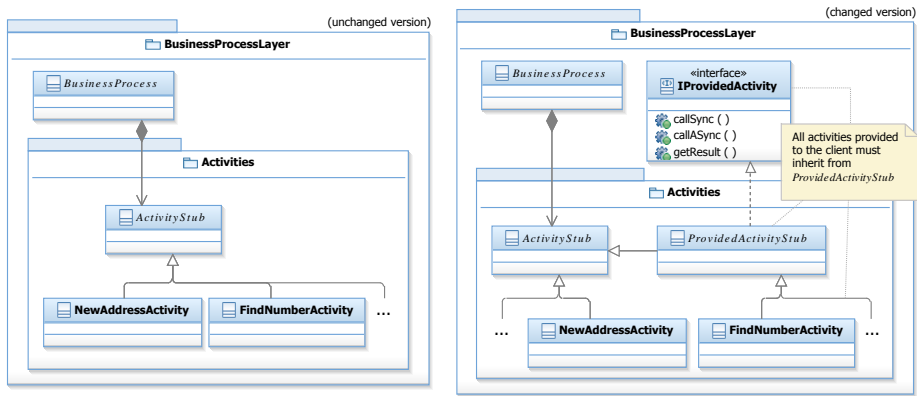 (unchanged version)
BusinessProcessLayer
BusinessProcess
Activities
ActivityStub
NewAddressActivity
FindNumberActivity
...
(changed version)
BusinessProcessLayer
BusinessProcess
«interface»
IProvidedActivity
callSync ( )
callASync ( )
getResult ( )
All activities provided
to the client must
inherit from
ProvidedActivityStub
Activities
ActivityStub
ProvidedActivityStub
...
NewAddressActivity
FindNumberActivity
...